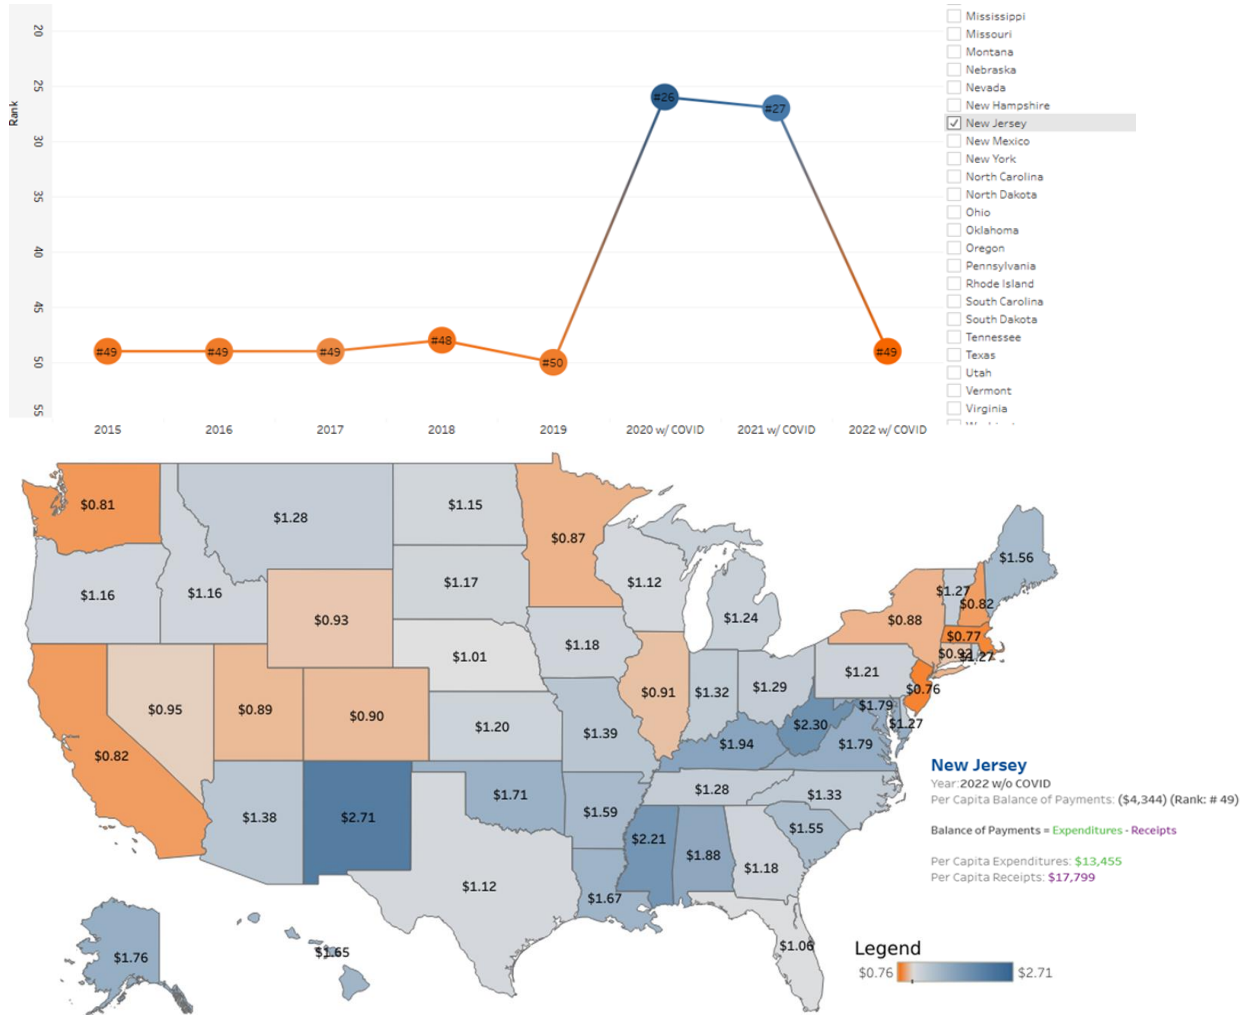 20
25
30
35
40
45
50
55
Rank
#49
#49
#49
#48
#50
#26
#27
#49
2015
2016
2017
2018
2019
2020 w/ COVID
2021 w/ COVID
2022 w/ COVID
Mississippi
Missouri
Montana
Nebraska
Nevada
New Hampshire
New Jersey
New Mexico
New York
North Carolina
North Dakota
Ohio
Oklahoma
Oregon
Pennsylvania
Rhode Island
South Carolina
South Dakota
Tennessee
Texas
Utah
Vermont
Virginia
$0.81
$1.28
$1.15
$0.87
$1.56
$1.16
$1.16
$1.17
$1.12
$1.27
$0.82
$0.93
$1.24
$0.88
$0.77
$1.01
$1.18
$1.27
$1.21
$0.76
$0.95
$0.89
$0.90
$0.91
$1.32
$1.29
$1.79
$1.27
$0.82
$1.20
$1.39
$1.94
$2.30
$1.79
$1.38
$2.71
$1.71
$1.59
$1.28
$1.33
$2.21
$1.88
$1.18
$1.55
$1.12
$1.67
$1.06
$1.76
$1.65
New Jersey
Year: 2022 w/o COVID
Per Capita Balance of Payments: ($4,344) (Rank: # 49)
Balance of Payments = Expenditures - Receipts
Per Capita Expenditures: $13,455
Per Capita Receipts: $17,799
Legend
$0.76
$2.71